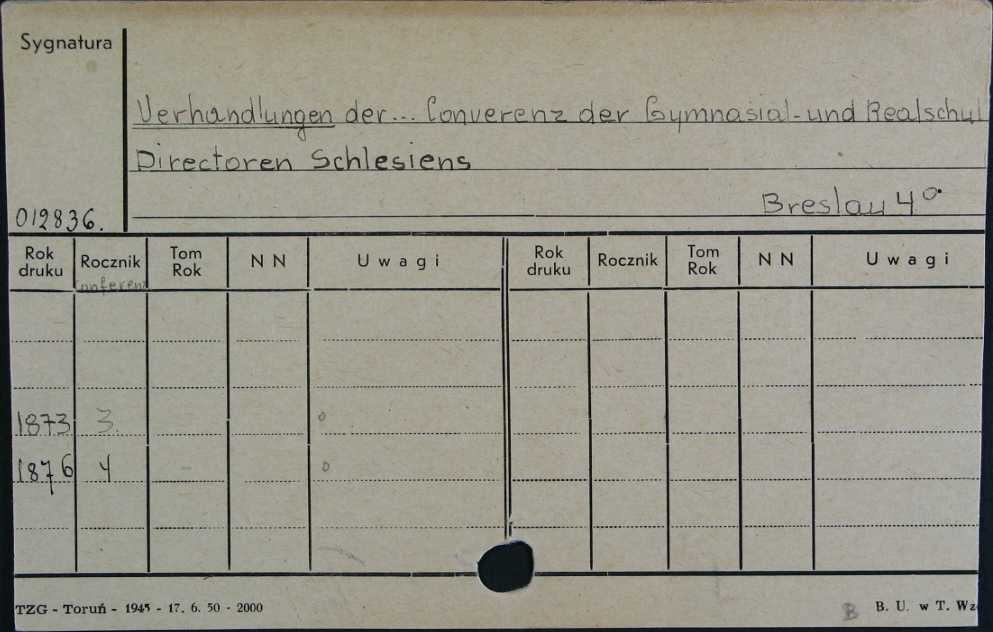 Sygnatura
Verhandlungen der... Converenz der Gymnasial-und Realschul
Directoren Schlesiens
Breslau 4°
012836.
Rok druku Rocznik Tom Rok N N Uwagi Rok druku Rocznik Tom Rok N N Uwagi
onferenz
1873 3. o
1876 4 - o
TZG - Toruń - 1945 - 17. 6. 50 - 2000 B B. U. w T. Wz